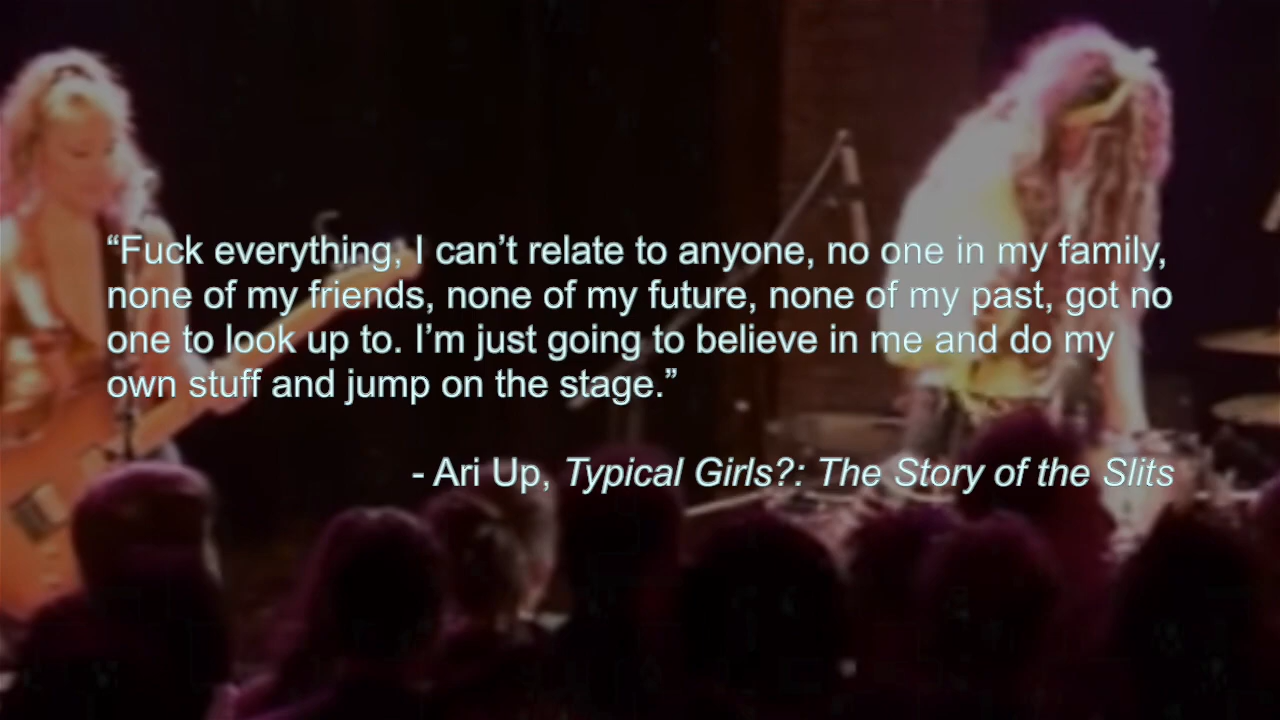 “Fuck everything, I can’t relate to anyone, no one in my family,
none of my friends, none of my future, none of my past, got no
one to look up to. I’m just going to believe in me and do my
own stuff and jump on the stage.”
- Ari Up, Typical Girls?: The Story of the Slits